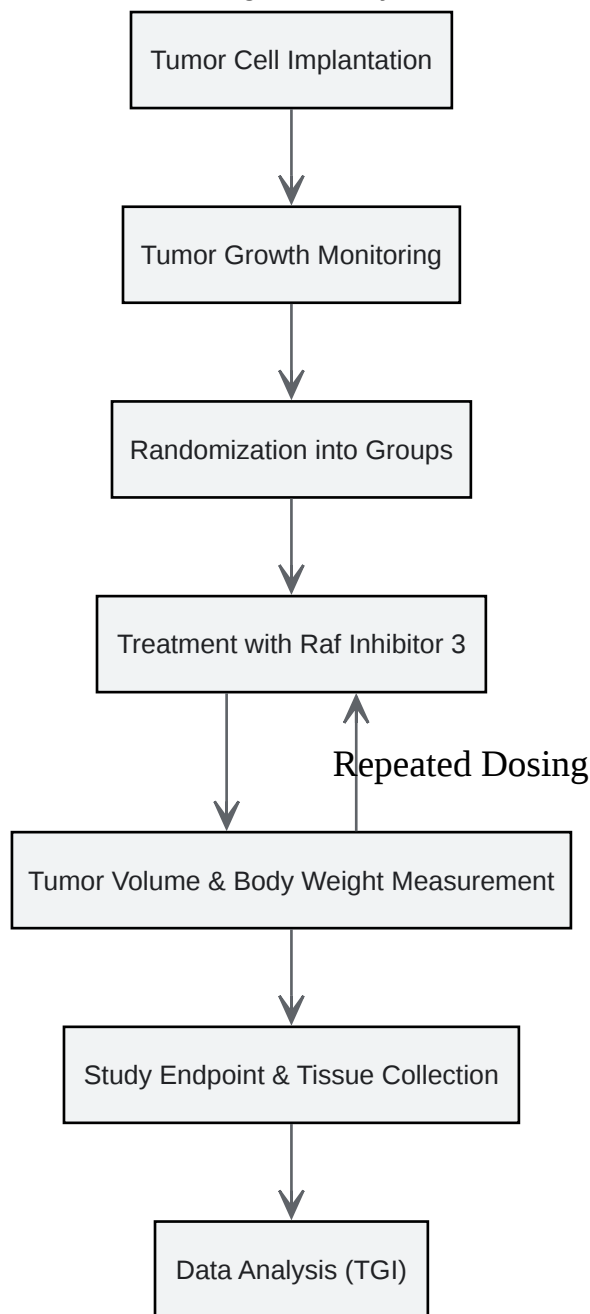 Tumor Cell Implantation
Tumor Growth Monitoring
Randomization into Groups
Treatment with Raf Inhibitor 3
Repeated Dosing
Tumor Volume & Body Weight Measurement
Study Endpoint & Tissue Collection
Data Analysis (TGI)